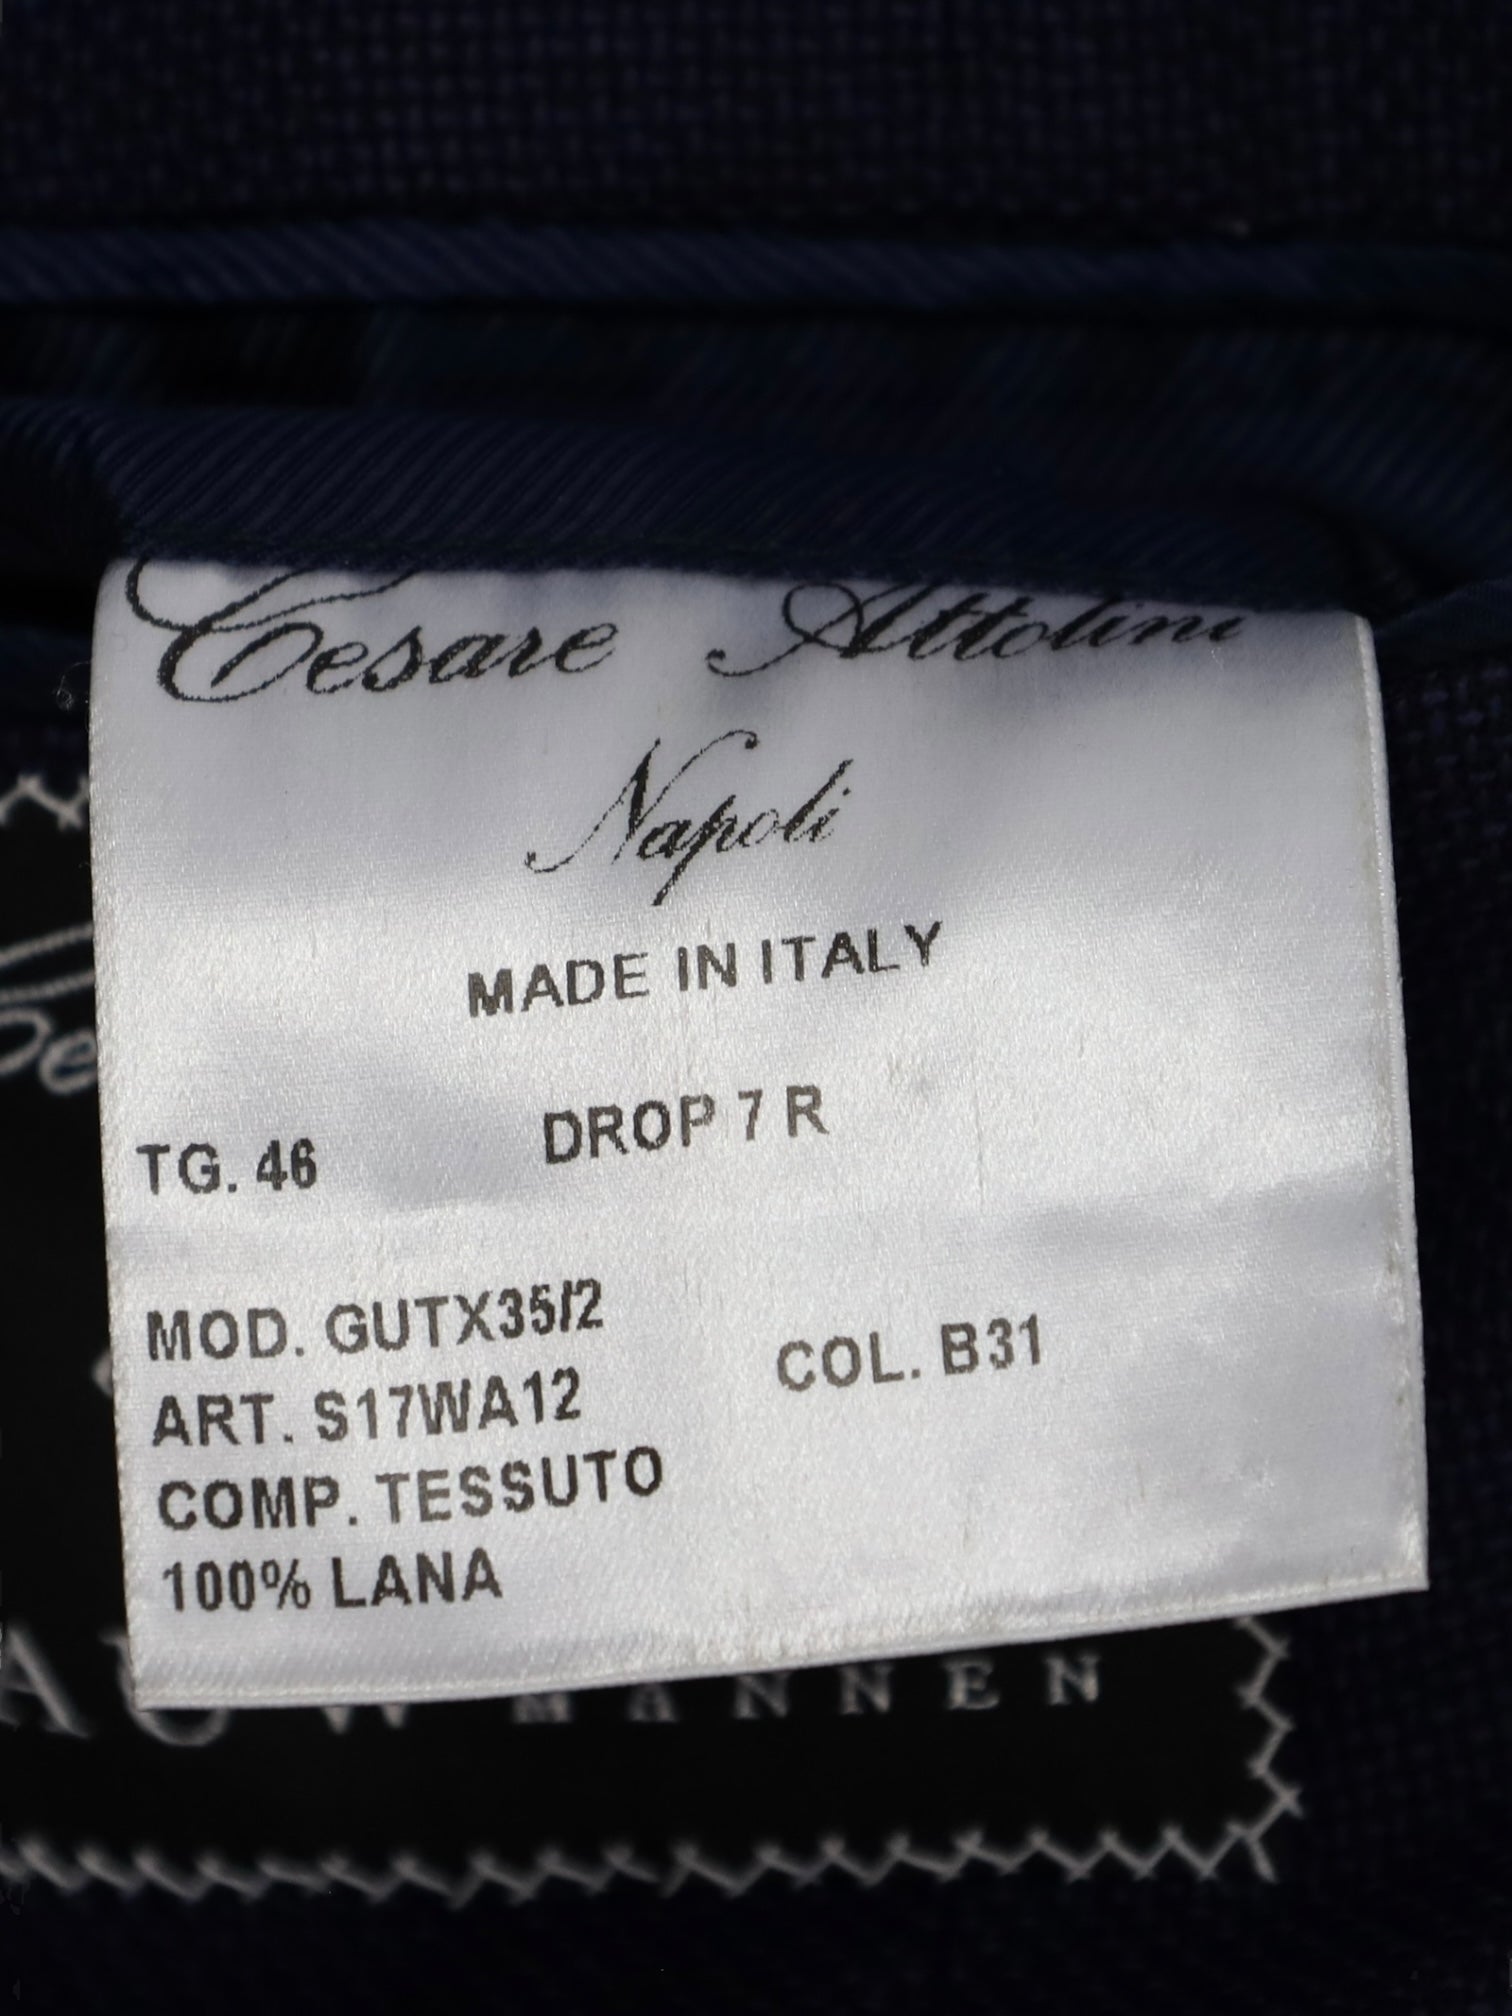 Cesare Attolini
Napoli
MADE IN ITALY
TG. 46 DROP 7 R
MOD. GUTX35/2
ART. S17WA12 COL. B31
COMP. TESSUTO
100% LANA
MANNEN